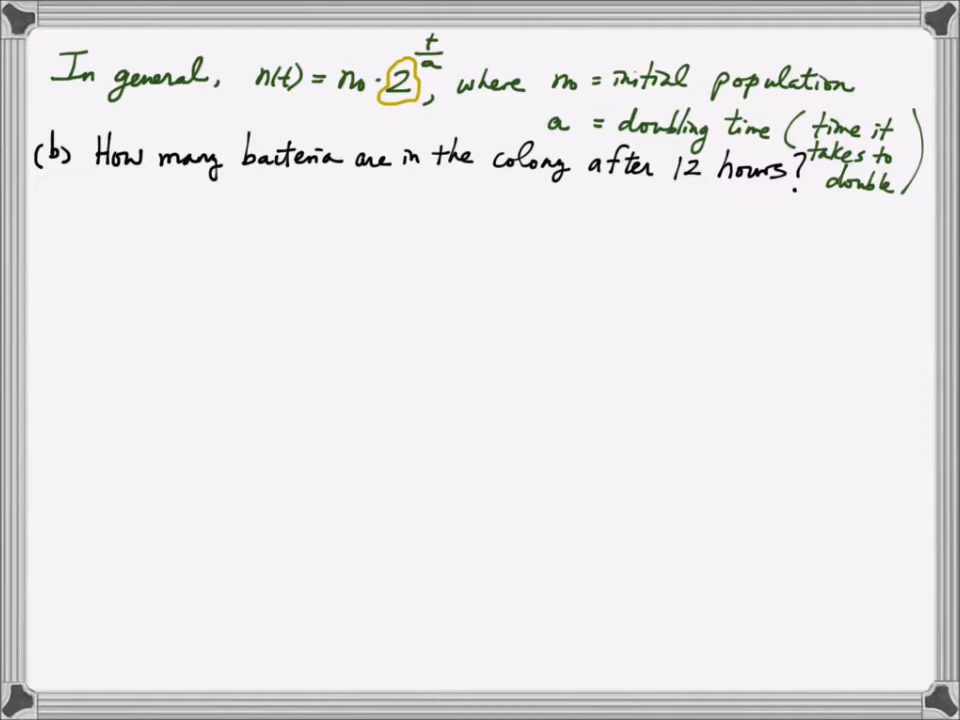 In general, n(t) = n₀ · 2^(t/a), where n₀ = initial population
a = doubling time (time it takes to double)
(b) How many bacteria are in the colony after 12 hours?